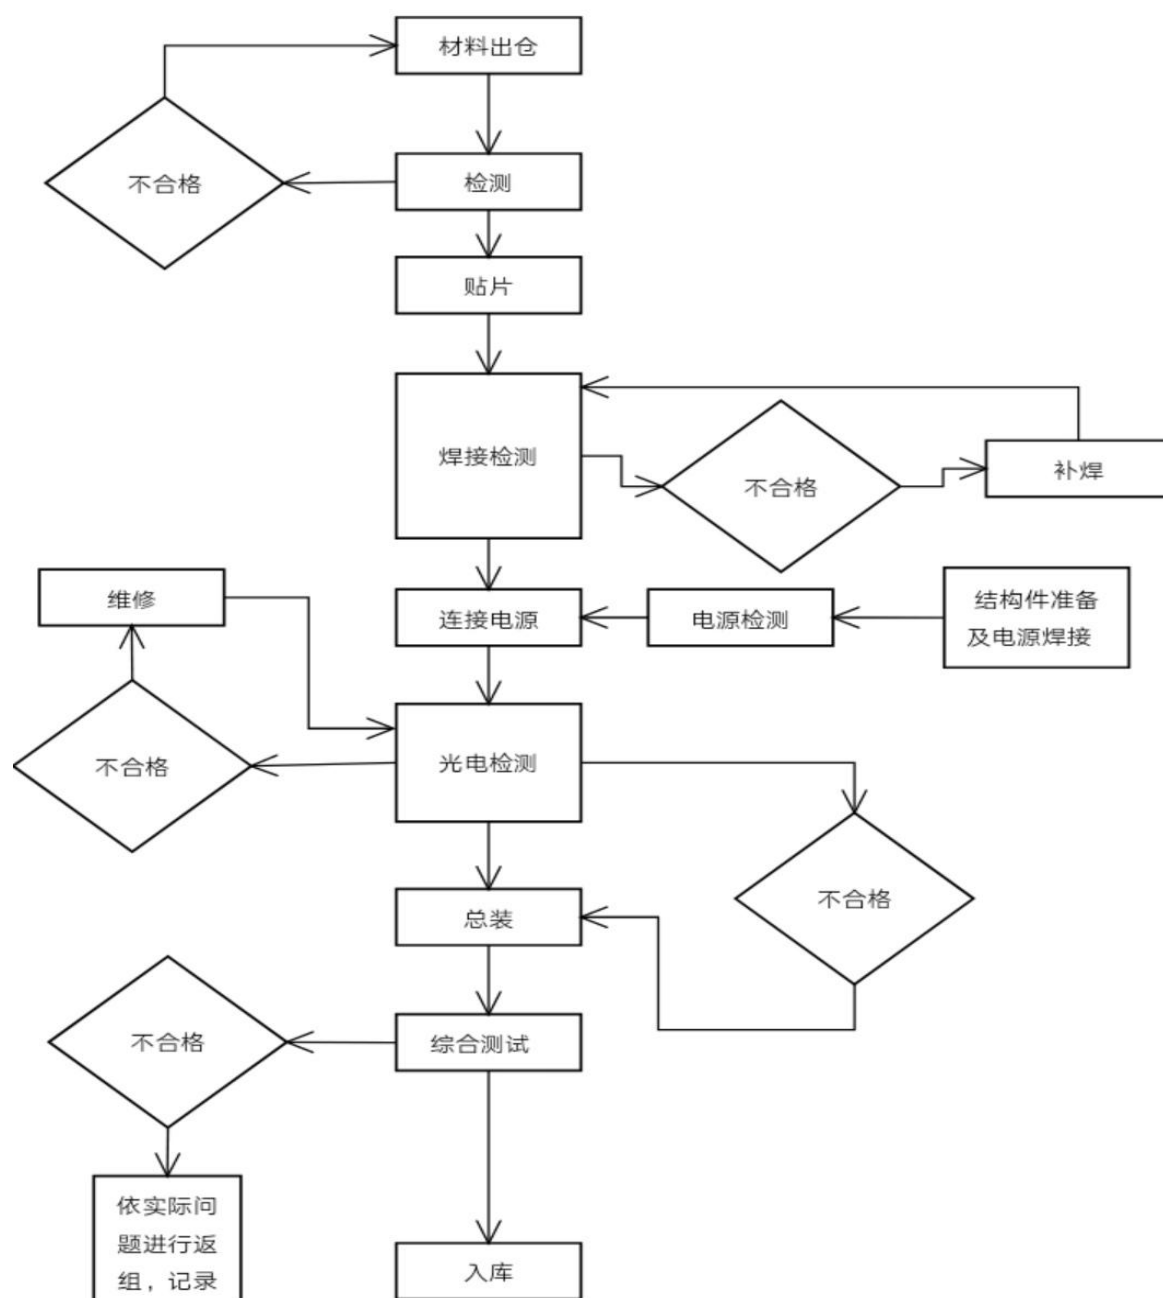 材料出仓
不合格
检测
贴片
焊接检测
不合格
补焊
维修
连接电源
电源检测
结构件准备
及电源焊接
不合格
光电检测
不合格
总装
不合格
综合测试
依实际问
题进行返
组，记录
入库